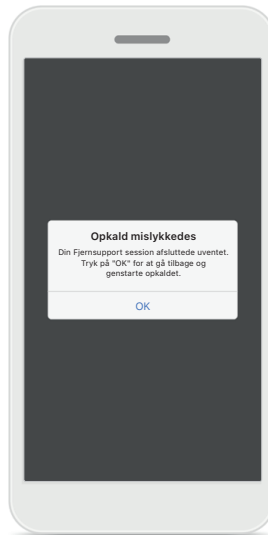 Opkald mislykkedes
Din Fjernsupport session afsluttede uventet.
Tryk på "OK" for at gå tilbage og
genstarte opkaldet.
OK